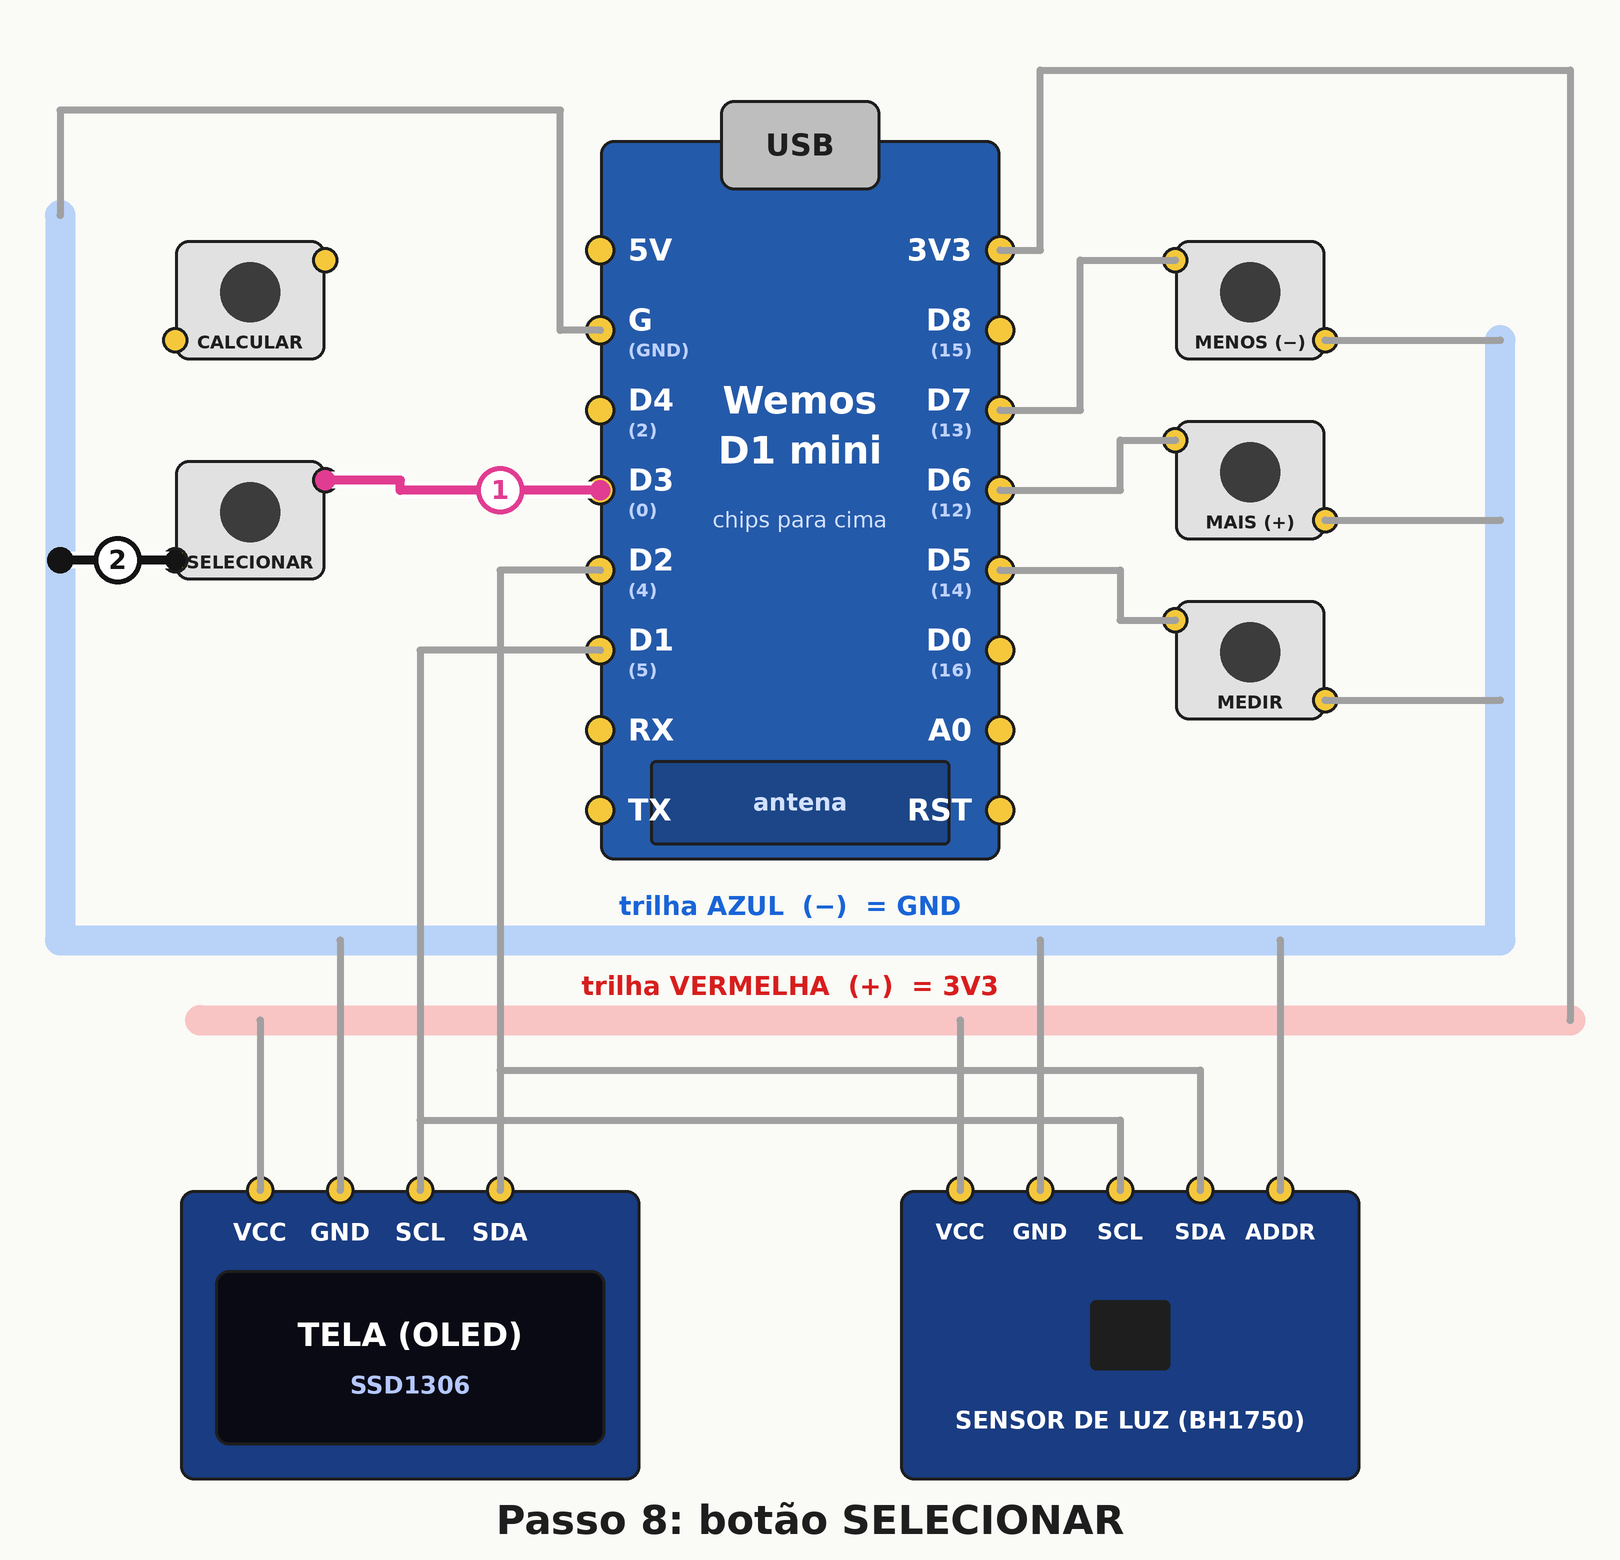 USB
5V
3V3
G
(GND)
D8
(15)
D4
(2)
Wemos
D1 mini
D7
(13)
D3
(0)
chips para cima
D6
(12)
D2
(4)
D5
(14)
D1
(5)
D0
(16)
RX
A0
TX
antena
RST
CALCULAR
1
2
SELECIONAR
MENOS (−)
MAIS (+)
MEDIR
trilha AZUL (−) = GND
trilha VERMELHA (+) = 3V3
VCC GND SCL SDA
TELA (OLED)
SSD1306
VCC GND SCL SDA ADDR
SENSOR DE LUZ (BH1750)
Passo 8: botão SELECIONAR